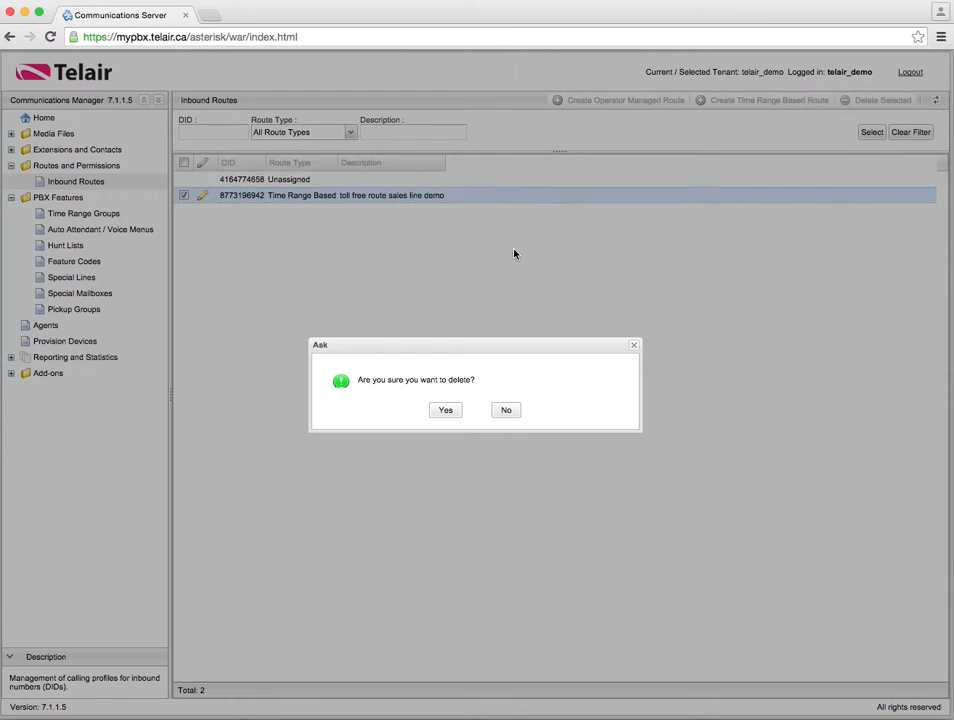 Communications Server
https://mypbx.telair.ca/asterisk/war/index.html
Telair
Current / Selected Tenant: telair_demo Logged in: telair_demo Logout
Communications Manager 7.1.1.5
Home
Media Files
Extensions and Contacts
Routes and Permissions
Inbound Routes
PBX Features
Time Range Groups
Auto Attendant / Voice Menus
Hunt Lists
Feature Codes
Special Lines
Special Mailboxes
Pickup Groups
Agents
Provision Devices
Reporting and Statistics
Add-ons
Description
Management of calling profiles for inbound
numbers (DIDs).
Version: 7.1.1.5
Inbound Routes
Create Operator Managed Route Create Time Range Based Route Delete Selected
DID : Route Type : Description :
All Route Types
Select Clear Filter
DID Route Type Description
4164774658 Unassigned
8773196942 Time Range Based toll free route sales line demo
Ask
Are you sure you want to delete?
Yes No
Total: 2
All rights reserved